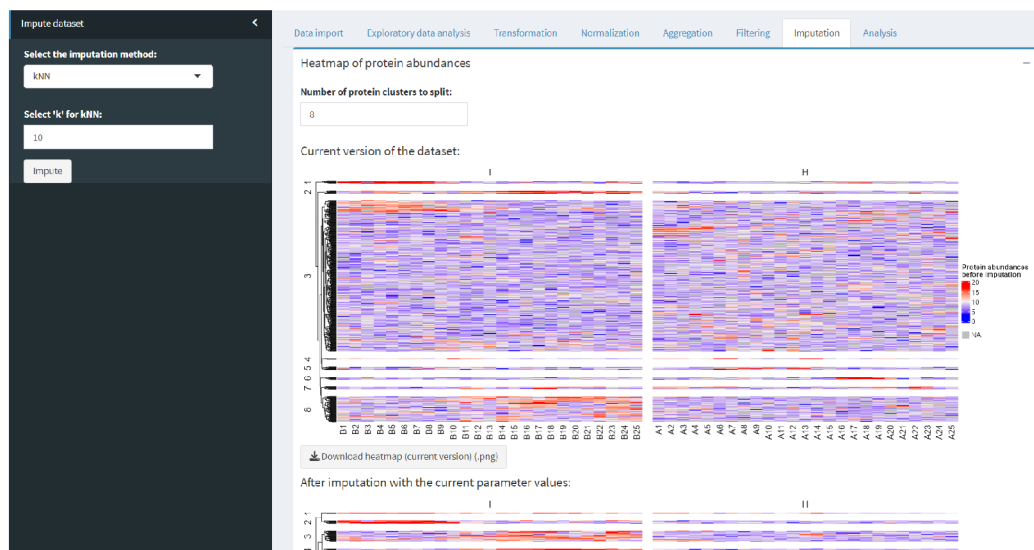 Impute dataset
Select the imputation method:
kNN
Select 'k' for kNN:
10
Impute
Data import Exploratory data analysis Transformation Normalization Aggregation Filtering Imputation Analysis
Heatmap of protein abundances
Number of protein clusters to split:
8
Current version of the dataset:
I H
1
2
3
4
5
6
7
8
Protein abundances
before imputation
20
15
10
5
0
NA
B1 B2 B3 B4 B5 B6 B7 B8 B9 B10 B11 B12 B13 B14 B15 B16 B17 B18 B19 B20 B21 B22 B23 B24 B25
A1 A2 A3 A4 A5 A6 A7 A8 A9 A10 A11 A12 A13 A14 A15 A16 A17 A18 A19 A20 A21 A22 A23 A24 A25
Download heatmap (current version) (.png)
After imputation with the current parameter values:
I H
1
2
3